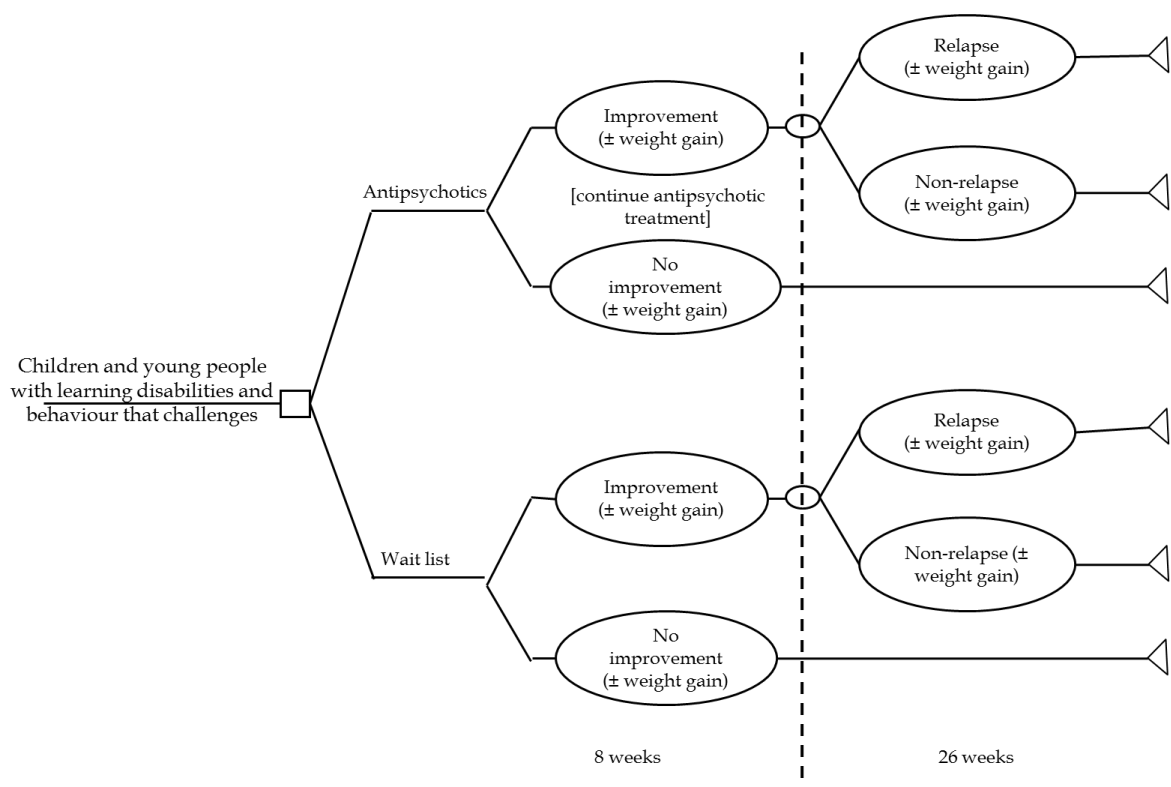 Relapse
(± weight gain)
Improvement
(± weight gain)
Antipsychotics
[continue antipsychotic
treatment]
Non-relapse
(± weight gain)
No
improvement
(± weight gain)
Children and young people
with learning disabilities and
behaviour that challenges
Relapse
(± weight gain)
Improvement
(± weight gain)
Wait list
Non-relapse (±
weight gain)
No
improvement
(± weight gain)
8 weeks
26 weeks